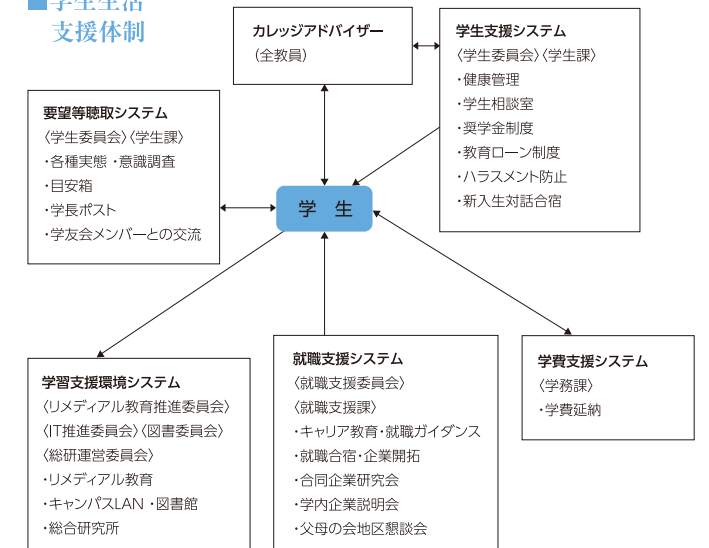 ■学生生活
支援体制
カレッジアドバイザー
（全教員）
学生支援システム
〈学生委員会〉〈学生課〉
・健康管理
・学生相談室
・奨学金制度
・教育ローン制度
・ハラスメント防止
・新入生対話合宿
要望等聴取システム
〈学生委員会〉〈学生課〉
・各種実態・意識調査
・目安箱
・学長ポスト
・学友会メンバーとの交流
学 生
学習支援環境システム
〈リメディアル教育推進委員会〉
〈IT推進委員会〉〈図書委員会〉
〈総研運営委員会〉
・リメディアル教育
・キャンパスLAN ・図書館
・総合研究所
就職支援システム
〈就職支援委員会〉
〈就職支援課〉
・キャリア教育・就職ガイダンス
・就職合宿・企業開拓
・合同企業研究会
・学内企業説明会
・父母の会地区懇談会
学費支援システム
〈学務課〉
・学費延納